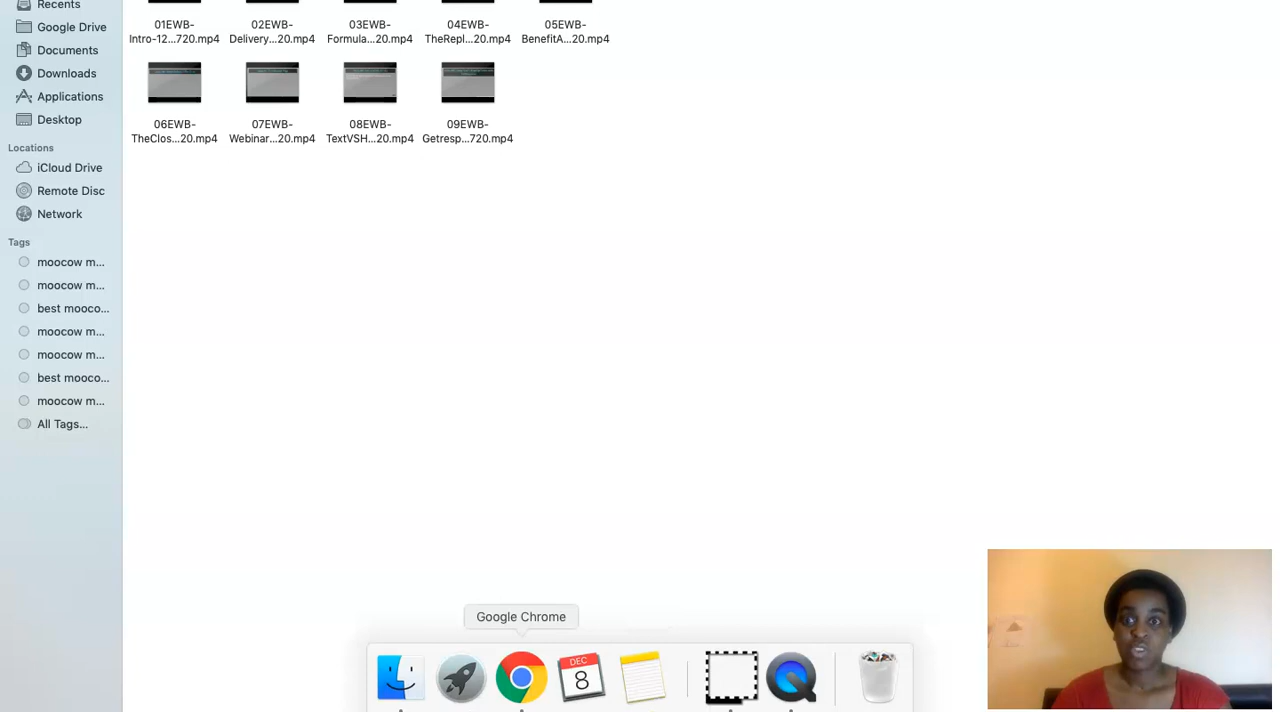 Recents
Google Drive
Documents
Downloads
Applications
Desktop
Locations
iCloud Drive
Remote Disc
Network
Tags
moocow m...
moocow m...
best mooco...
moocow m...
moocow m...
best mooco...
moocow m...
All Tags...
01EWB-
Intro-12...720.mp4
02EWB-
Delivery...20.mp4
03EWB-
Formula...20.mp4
04EWB-
TheRepl...20.mp4
05EWB-
BenefitA...20.mp4
06EWB-
TheClos...20.mp4
07EWB-
Webinar...20.mp4
08EWB-
TextVSH...20.mp4
09EWB-
Getresp...720.mp4
Google Chrome
DEC
8